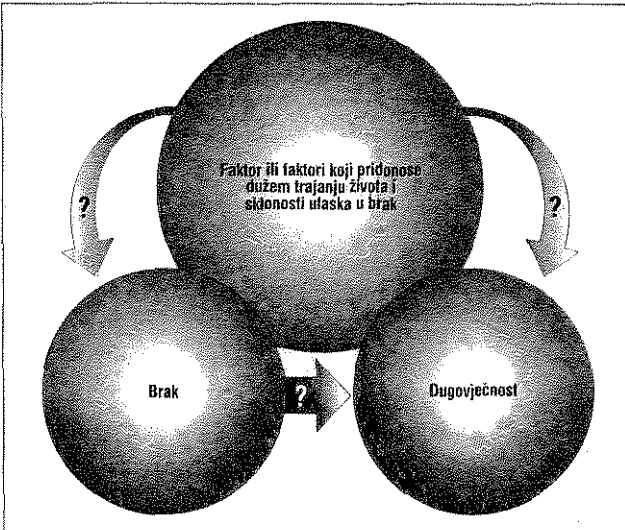 Faktor ili faktori koji pridonose
dužem trajanju života i
sklonosti ulaska u brak
?
?
Brak
?
Dugovječnost